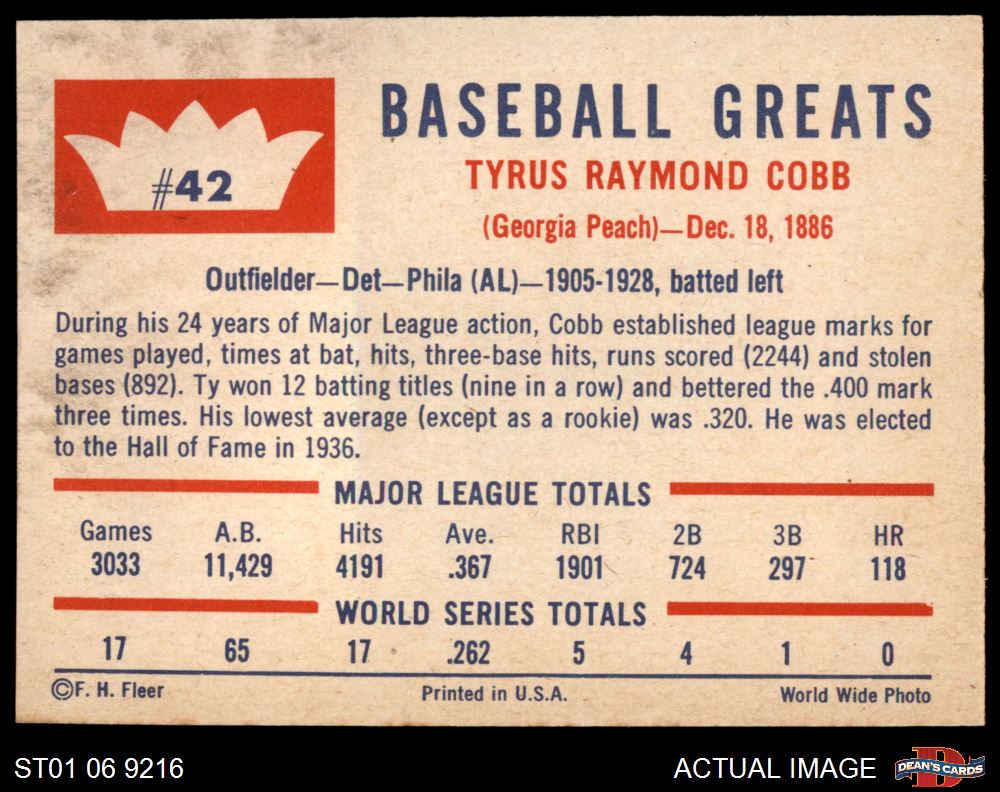 #42
BASEBALL GREATS
TYRUS RAYMOND COBB
(Georgia Peach)—Dec. 18, 1886
Outfielder—Det—Phila (AL)—1905-1928, batted left
During his 24 years of Major League action, Cobb established league marks for
games played, times at bat, hits, three-base hits, runs scored (2244) and stolen
bases (892). Ty won 12 batting titles (nine in a row) and bettered the .400 mark
three times. His lowest average (except as a rookie) was .320. He was elected
to the Hall of Fame in 1936.
MAJOR LEAGUE TOTALS
Games A.B. Hits Ave. RBI 2B 3B HR
3033 11,429 4191 .367 1901 724 297 118
WORLD SERIES TOTALS
17 65 17 .262 5 4 1 0
©F. H. Fleer Printed in U.S.A. World Wide Photo
ST01 06 9216 ACTUAL IMAGE D DEAN'S CARDS